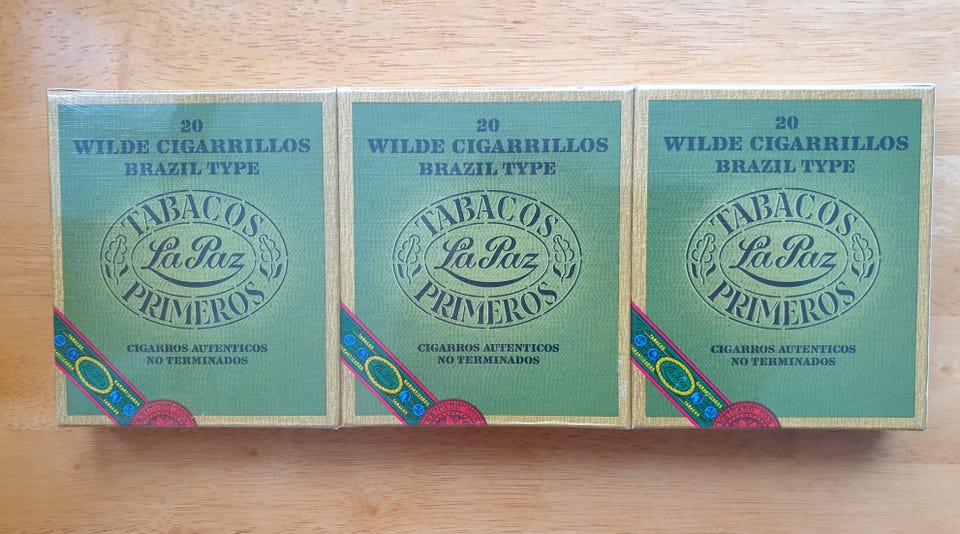 20
WILDE CIGARRILLOS
BRAZIL TYPE
TABACOS
La Paz
PRIMEROS
CIGARROS AUTENTICOS
NO TERMINADOS
20
WILDE CIGARRILLOS
BRAZIL TYPE
TABACOS
La Paz
PRIMEROS
CIGARROS AUTENTICOS
NO TERMINADOS
20
WILDE CIGARRILLOS
BRAZIL TYPE
TABACOS
La Paz
PRIMEROS
CIGARROS AUTENTICOS
NO TERMINADOS